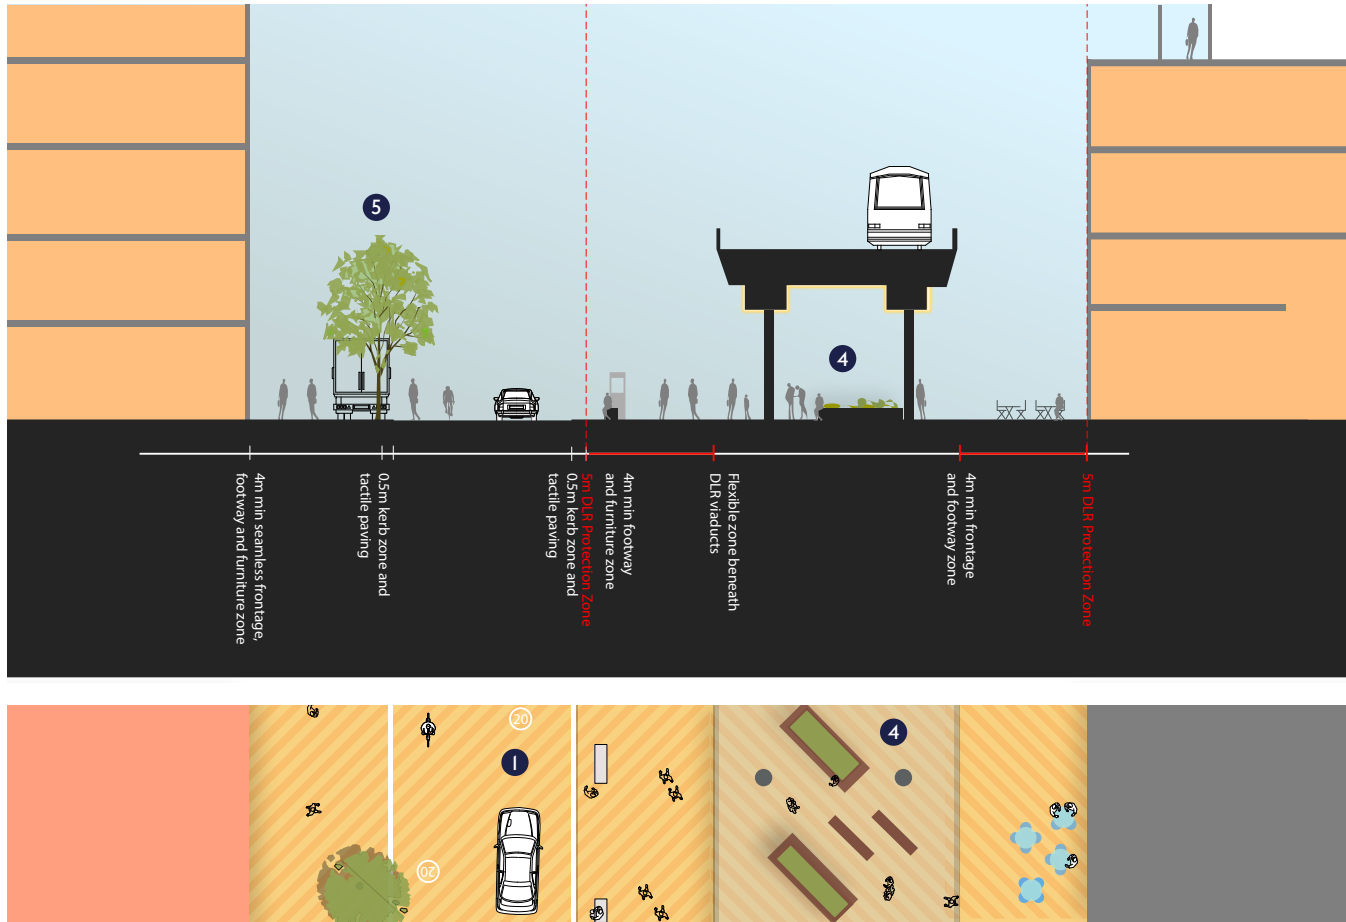 5
4
4m min seamless frontage,
footway and furniture zone
0.5m kerb zone and
tactile paving
0.5m kerb zone and
tactile paving
5m DLR Protection Zone
4m min footway
and furniture zone
Flexible zone beneath
DLR viaducts
4m min frontage
and footway zone
5m DLR Protection Zone
20
1
4
20